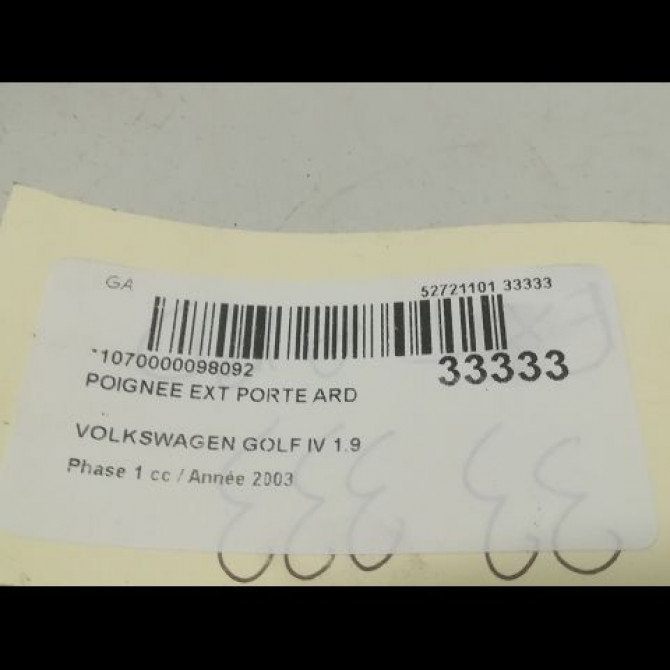 GA
52721101 33333
*1070000098092
33333
POIGNEE EXT PORTE ARD
VOLKSWAGEN GOLF IV 1.9
Phase 1 cc / Année 2003
33333